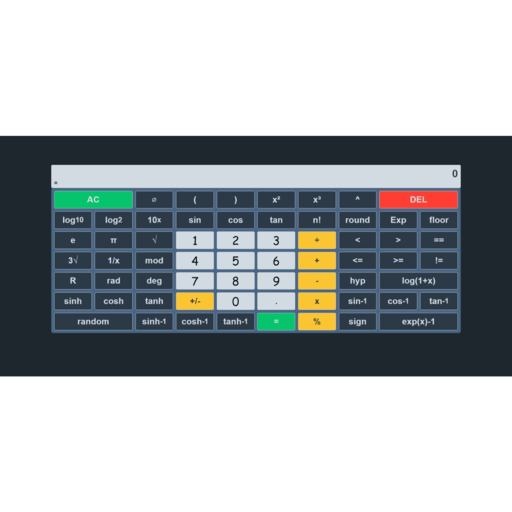 0
=
AC ⌀ ( ) x² x³ ^ DEL
log10 log2 10x sin cos tan n! round Exp floor
e π √ 1 2 3 ÷ < > ==
3√ 1/x mod 4 5 6 + <= >= !=
R rad deg 7 8 9 - hyp log(1+x)
sinh cosh tanh +/- 0 . x sin-1 cos-1 tan-1
random sinh-1 cosh-1 tanh-1 = % sign exp(x)-1